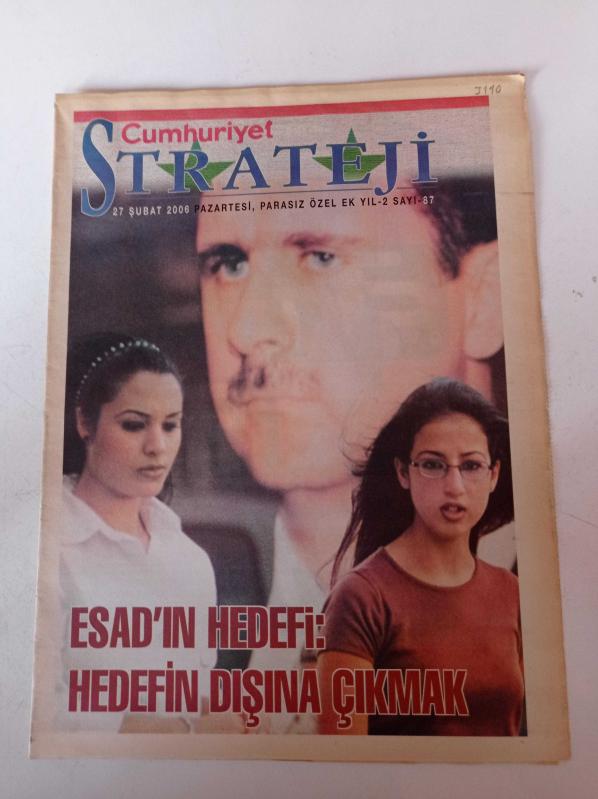 J190
Cumhuriyet
STRATEJİ
27 ŞUBAT 2006 PAZARTESİ, PARASIZ ÖZEL EK YIL-2 SAYI-87
ESAD'IN HEDEFİ:
HEDEFİN DIŞINA ÇIKMAK